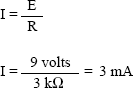 I = E
R
I = 9 volts
3 kΩ = 3 mA